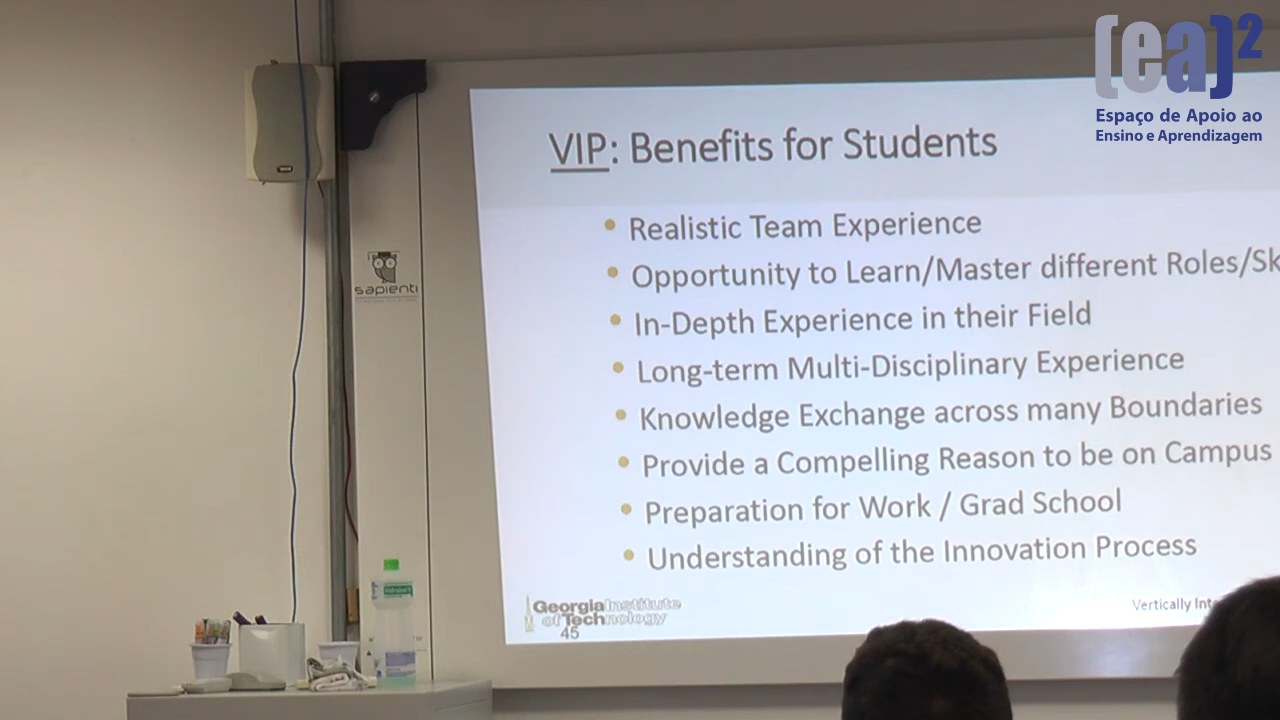 (ea)²
Espaço de Apoio ao
Ensino e Aprendizagem
VIP: Benefits for Students
• Realistic Team Experience
• Opportunity to Learn/Master different Roles/Sk
• In-Depth Experience in their Field
• Long-term Multi-Disciplinary Experience
• Knowledge Exchange across many Boundaries
• Provide a Compelling Reason to be on Campus
• Preparation for Work / Grad School
• Understanding of the Innovation Process
sapienti
Georgia Institute
of Technology
45
Vertically Int